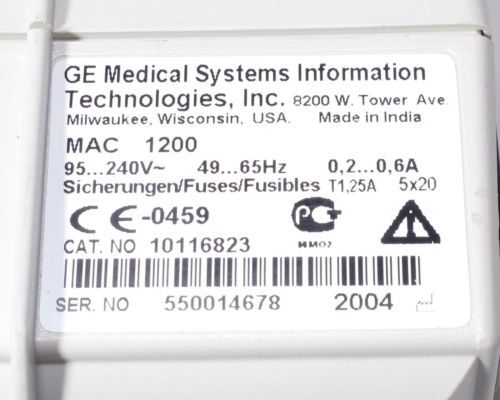 GE Medical Systems Information
Technologies, Inc. 8200 W. Tower Ave.
Milwaukee, Wisconsin, USA. Made in India
MAC 1200
95...240V~ 49...65Hz 0,2...0,6A
Sicherungen/Fuses/Fusibles T1,25A 5x20
CE-0459
CAT. NO 10116823
ИМ02
SER. NO 550014678 2004